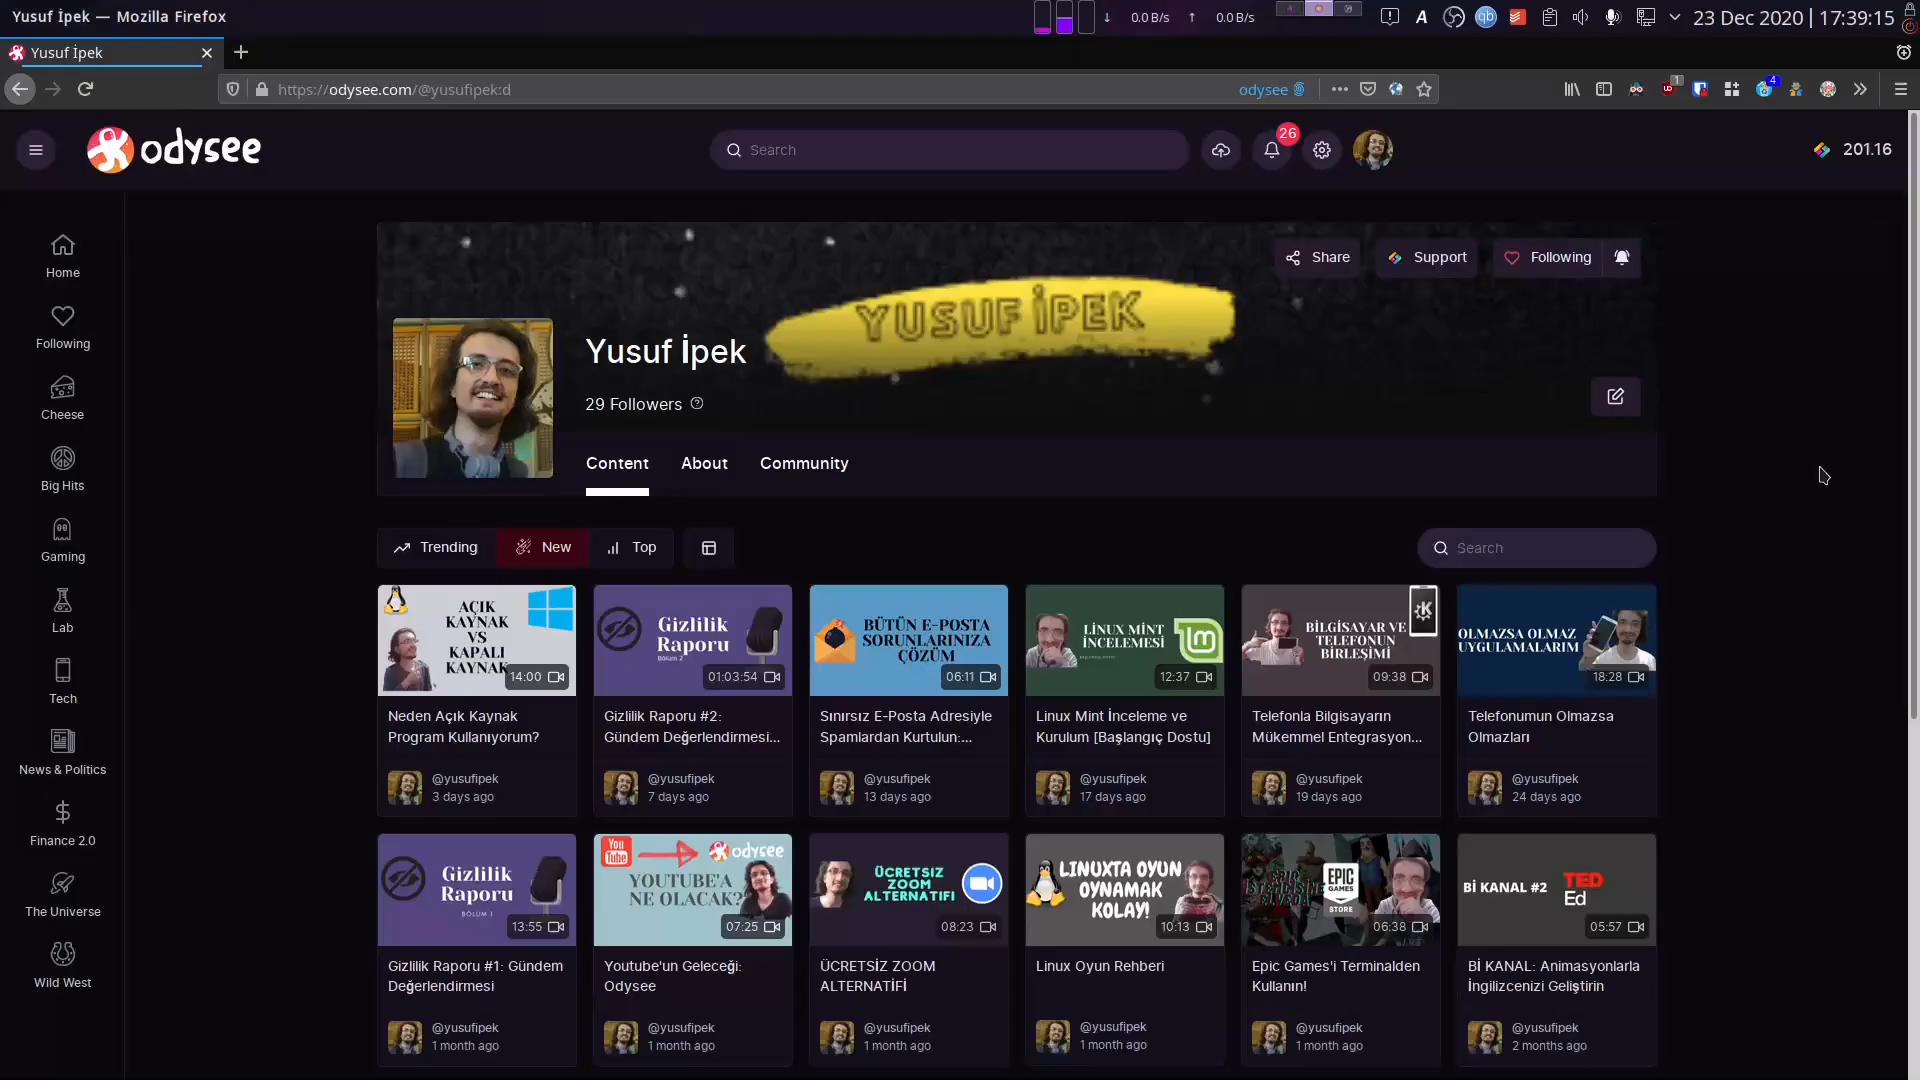 Yusuf İpek — Mozilla Firefox
0.0 B/s
0.0 B/s
23 Dec 2020 | 17:39:15
Yusuf İpek
https://odysee.com/@yusufipek:d
odysee
1
4
odysee
Search
26
201.16
Home
Following
Cheese
Big Hits
Gaming
Lab
Tech
News & Politics
Finance 2.0
The Universe
Wild West
YUSUF İPEK
Share
Support
Following
Yusuf İpek
29 Followers
Content
About
Community
Trending
New
Top
Search
AÇIK
KAYNAK
VS
KAPALI
KAYNAK
14:00
Neden Açık Kaynak
Program Kullanıyorum?
@yusufipek
3 days ago
Gizlilik
Raporu
Bölüm 2
01:03:54
Gizlilik Raporu #2:
Gündem Değerlendirmesi...
@yusufipek
7 days ago
BÜTÜN E-POSTA
SORUNLARINIZA
ÇÖZÜM
06:11
Sınırsız E-Posta Adresiyle
Spamlardan Kurtulun:...
@yusufipek
13 days ago
LİNUX MİNT
İNCELEMESİ
12:37
Linux Mint İnceleme ve
Kurulum [Başlangıç Dostu]
@yusufipek
17 days ago
BİLGİSAYAR VE
TELEFONUN
BİRLEŞİMİ
09:38
Telefonla Bilgisayarın
Mükemmel Entegrasyon...
@yusufipek
19 days ago
OLMAZSA OLMAZ
UYGULAMALARIM
18:28
Telefonumun Olmazsa
Olmazları
@yusufipek
24 days ago
Gizlilik
Raporu
BÖLÜM 1
13:55
Gizlilik Raporu #1: Gündem
Değerlendirmesi
@yusufipek
1 month ago
You
Tube
odysee
YOUTUBE'A
NE OLACAK?
07:25
Youtube'un Geleceği:
Odysee
@yusufipek
1 month ago
ÜCRETSIZ
ZOOM
ALTERNATIFI
08:23
ÜCRETSİZ ZOOM
ALTERNATİFİ
@yusufipek
1 month ago
LINUXTA OYUN
OYNAMAK
KOLAY!
10:13
Linux Oyun Rehberi
@yusufipek
1 month ago
EPIC
GAMES
STORE
06:38
Epic Games'i Terminalden
Kullanın!
@yusufipek
1 month ago
Bİ KANAL #2
TED
Ed
05:57
Bİ KANAL: Animasyonlarla
İngilizcenizi Geliştirin
@yusufipek
2 months ago